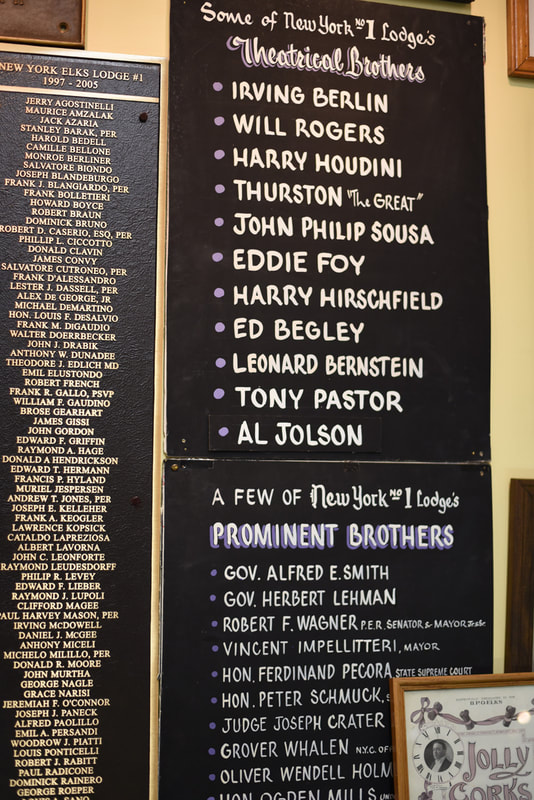 NEW YORK ELKS LODGE #1
1997 - 2005
JERRY AGOSTINELLI
MAURICE AMZALAK
JACK AZARIA
STANLEY BARAK, PER
HAROLD BEDELL
CAMILLE BELLONE
MONROE BERLINER
SALVATORE BIONDO
JOSEPH BLANDEBURGO
FRANK J. BLANGIARDO, PER
FRANK BOLLETIERI
HOWARD BOYCE
ROBERT BRAUN
DOMINICK BRUNO
ROBERT D. CASERIO, ESQ, PER
PHILLIP L. CICCOTTO
DONALD CLAVIN
JAMES CONVY
SALVATORE CUTRONEO, PER
FRANK D'ALESSANDRO
LESTER J. DASSELL, PER
ALEX DE GEORGE, JR
MICHAEL DEMARTINO
HON. LOUIS F. DESALVIO
FRANK M. DiGAUDIO
WALTER DOERRBECKER
JOHN J. DRABIK
ANTHONY W. DUNADEE
THEODORE J. EDLICH MD
EMIL ELUSTONDO
ROBERT FRENCH
FRANK R. GALLO, PSVP
WILLIAM F. GAUDINO
BROSE GEARHART
JAMES GISSI
JOHN GORDON
EDWARD F. GRIFFIN
RAYMOND A. HAGE
DONALD A HENDRICKSON
EDWARD T. HERMANN
FRANCIS P. HYLAND
MURIEL JESPERSEN
ANDREW T. JONES, PER
JOSEPH E. KELLEHER
FRANK A. KEOGLER
LAWRENCE KOPSICK
CATALDO LAPREZIOSA
ALBERT LAVORNA
JOHN C. LEONFORTE
RAYMOND LEUDESDORFF
PHILIP R. LEVEY
EDWARD F. LIEBER
RAYMOND J. LUPOLI
CLIFFORD MAGEE
PAUL HARVEY MASON, PER
IRVING McDOWELL
DANIEL J. McGEE
ANHONY MICELI
MICHELO MILILLO, PER
DONALD R. MOORE
JOHN MURTHA
GEORGE NAGLE
GRACE NARISI
JEREMIAH F. O'CONNOR
JOSEPH J. PANECK
ALFRED PAOLILLO
EMIL A. PERSANDI
WOODROW J. PIATTI
LOUIS PONTICELLI
ROBERT J. RABITT
PAUL RADICONE
DOMINICK RAINERO
GEORGE ROEPER
SANO
Some of New York No 1 Lodge's
Theatrical Brothers
IRVING BERLIN
WILL ROGERS
HARRY HOUDINI
THURSTON "The GREAT"
JOHN PHILIP SOUSA
EDDIE FOY
HARRY HIRSCHFIELD
ED BEGLEY
LEONARD BERNSTEIN
TONY PASTOR
AL JOLSON
A FEW OF New York No 1 Lodge's
PROMINENT BROTHERS
GOV. ALFRED E. SMITH
GOV. HERBERT LEHMAN
ROBERT F. WAGNER P.E.R. SENATOR & MAYOR Jr & Sr.
VINCENT IMPELLITTERI, MAYOR
HON. FERDINAND PECORA, STATE SUPREME COURT
HON. PETER SCHMUCK,
JUDGE JOSEPH CRATER
GROVER WHALEN N.Y.C. OF
OLIVER WENDELL HOLM
HON OGDEN MILLS
B.P.O.ELKS
JOLLY
CORKS